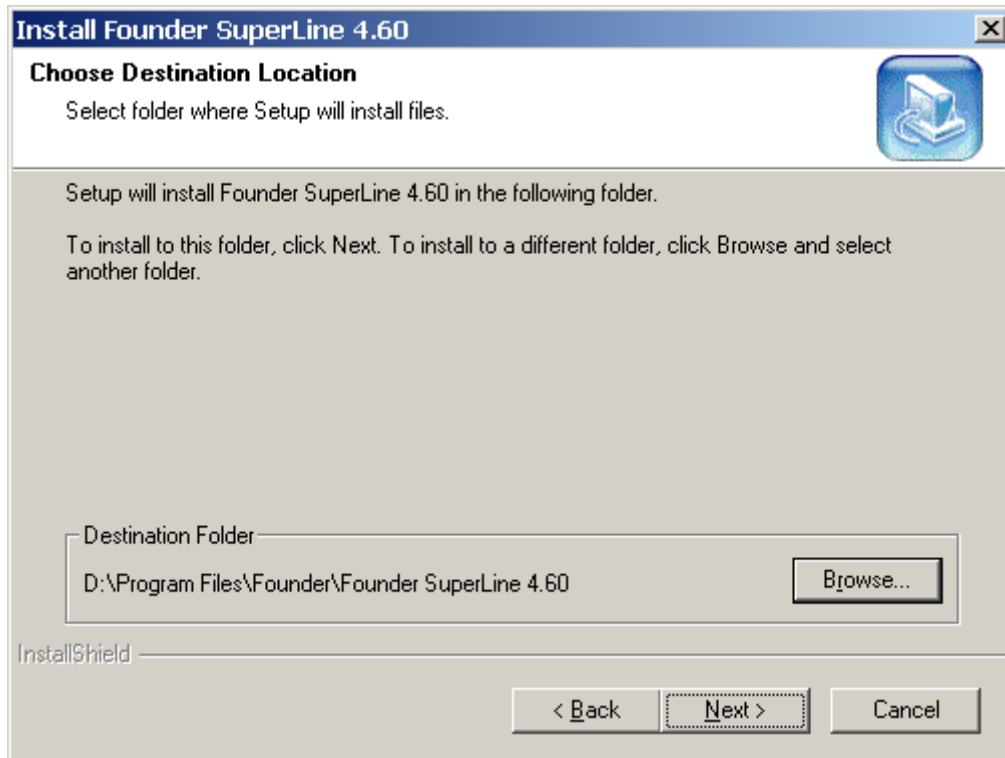 Install Founder SuperLine 4.60
Choose Destination Location
Select folder where Setup will install files.
Setup will install Founder SuperLine 4.60 in the following folder.
To install to this folder, click Next. To install to a different folder, click Browse and select
another folder.
Destination Folder
D:\Program Files\Founder\Founder SuperLine 4.60
Browse...
InstallShield
< Back
Next >
Cancel